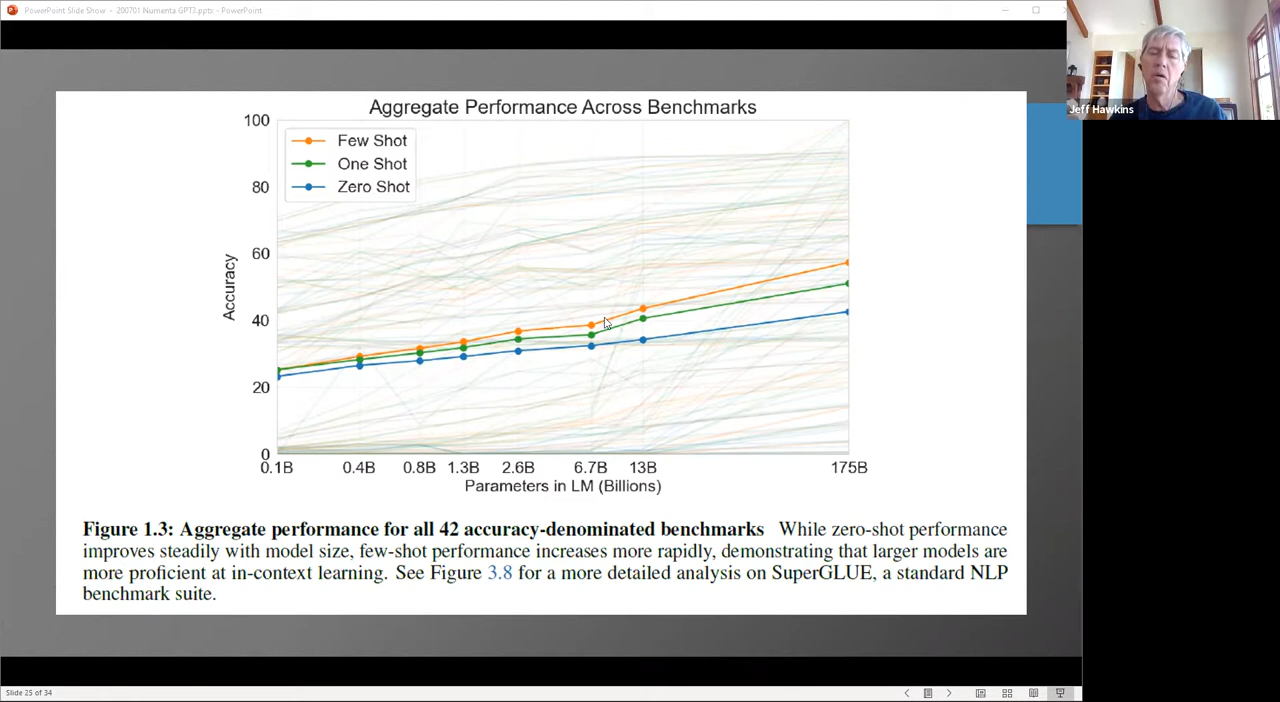 PowerPoint Slide Show - 200701 Numenta GPT3.pptx - PowerPoint
Jeff Hawkins
Aggregate Performance Across Benchmarks
Few Shot
One Shot
Zero Shot
100
80
60
40
20
0
Accuracy
0.1B 0.4B 0.8B 1.3B 2.6B 6.7B 13B 175B
Parameters in LM (Billions)
Figure 1.3: Aggregate performance for all 42 accuracy-denominated benchmarks While zero-shot performance
improves steadily with model size, few-shot performance increases more rapidly, demonstrating that larger models are
more proficient at in-context learning. See Figure 3.8 for a more detailed analysis on SuperGLUE, a standard NLP
benchmark suite.
Slide 25 of 34